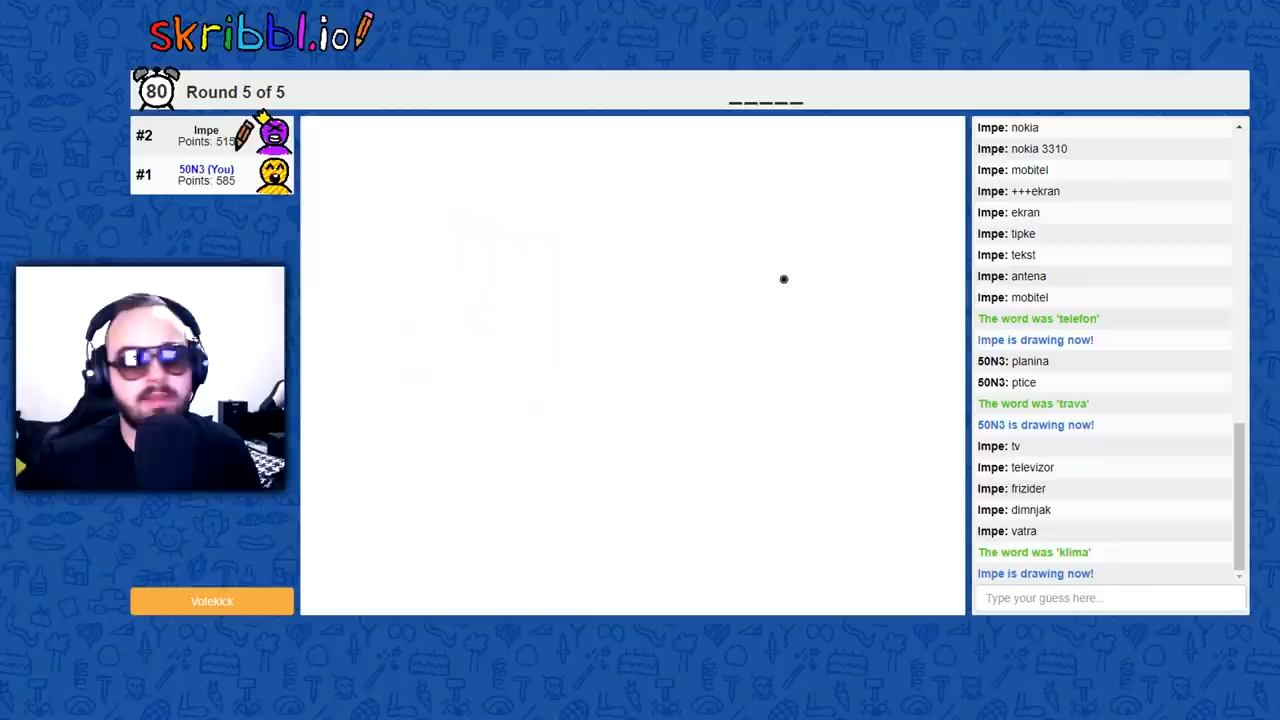 skribbl.io
80
Round 5 of 5
_ _ _ _ _
#2
Impe
Points: 515
#1
50N3 (You)
Points: 585
Votekick
Impe: nokia
Impe: nokia 3310
Impe: mobitel
Impe: +++ekran
Impe: ekran
Impe: tipke
Impe: tekst
Impe: antena
Impe: mobitel
The word was 'telefon'
Impe is drawing now!
50N3: planina
50N3: ptice
The word was 'trava'
50N3 is drawing now!
Impe: tv
Impe: televizor
Impe: frizider
Impe: dimnjak
Impe: vatra
The word was 'klima'
Impe is drawing now!
Type your guess here...